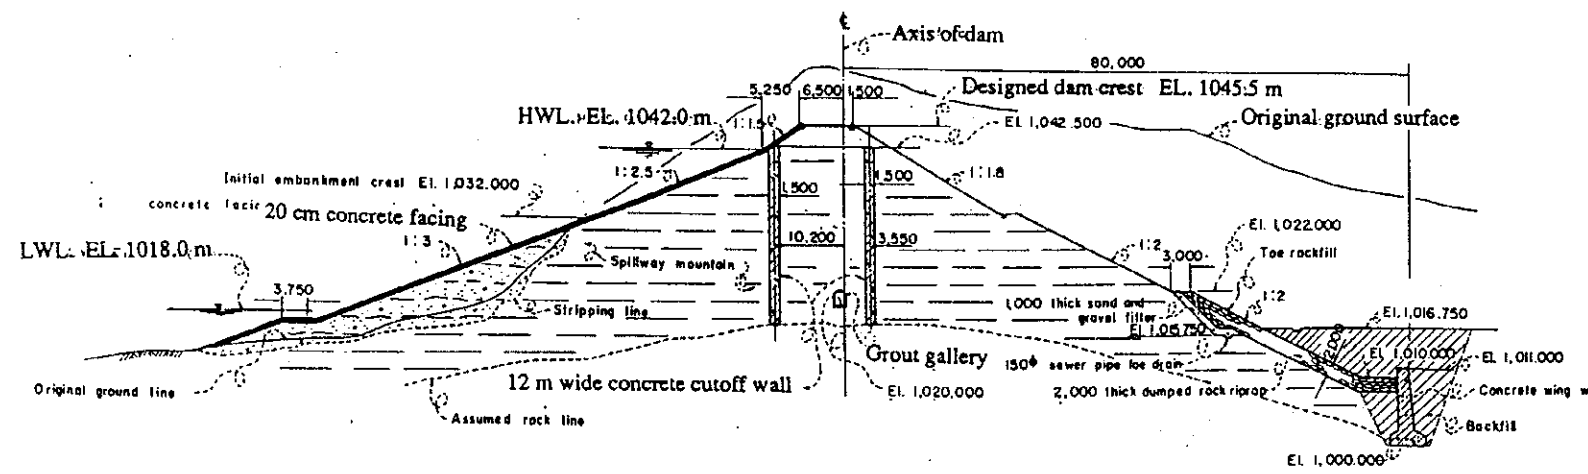 ℄
Axis of dam
80,000
5,250 6,500 1,500
Designed dam crest EL. 1045.5 m
HWL. EL. 1042.0 m
1:1.5
El. 1,042.500
Original ground surface
1:2.5
1,500
1,500
1:1.8
Initial embankment crest El. 1,032.000
concrete facir 20 cm concrete facing
El. 1,022.000
LWL. EL. 1018.0 m
1:3
10,200
3,550
1:2
3,000
Toe rockfill
Spillway mountain
3,750
1:2
Stripping line
1,000 thick sand and
gravel filter
El. 1,016.750
El. 1,015.750
2,000
Grout gallery
150ϕ sewer pipe toe drain
El. 1,010.000
El. 1,011.000
Original ground line
12 m wide concrete cutoff wall
El. 1,020,000
2,000 thick dumped rock riprap
Concrete wing w
Assumed rock line
Backfill
El. 1,000.000